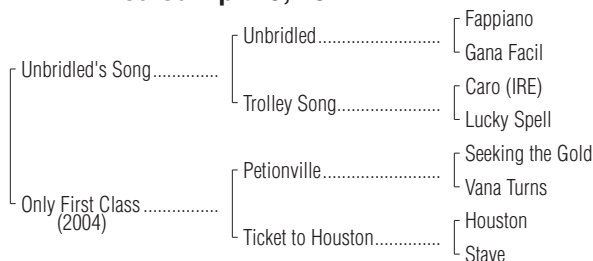 Unbridled's Song..............
Only First Class................
(2004)
Unbridled..........................
Trolley Song......................
Petionville.........................
Ticket to Houston..............
Fappiano
Gana Facil
Caro (IRE)
Lucky Spell
Seeking the Gold
Vana Turns
Houston
Stave